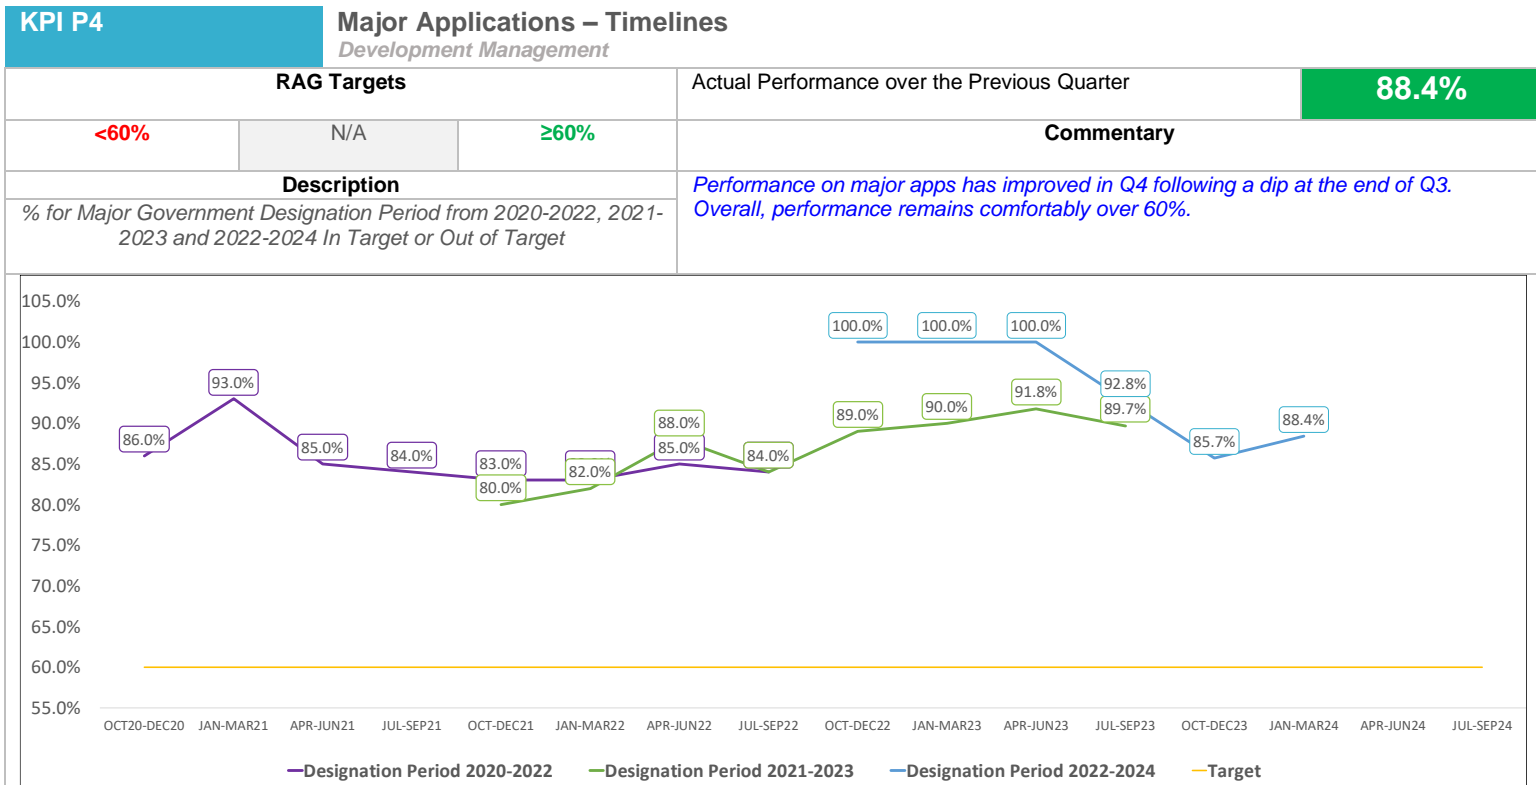 KPI P4
Major Applications – Timelines
Development Management
RAG Targets
Actual Performance over the Previous Quarter
88.4%
<60%
N/A
≥60%
Commentary
Description
% for Major Government Designation Period from 2020-2022, 2021-
2023 and 2022-2024 In Target or Out of Target
Performance on major apps has improved in Q4 following a dip at the end of Q3.
Overall, performance remains comfortably over 60%.
105.0%
100.0%
95.0%
90.0%
85.0%
80.0%
75.0%
70.0%
65.0%
60.0%
55.0%
86.0%
93.0%
85.0%
84.0%
83.0%
80.0%
82.0%
88.0%
85.0%
84.0%
89.0%
90.0%
91.8%
89.7%
100.0%
100.0%
100.0%
92.8%
85.7%
88.4%
OCT20-DEC20 JAN-MAR21 APR-JUN21 JUL-SEP21 OCT-DEC21 JAN-MAR22 APR-JUN22 JUL-SEP22 OCT-DEC22 JAN-MAR23 APR-JUN23 JUL-SEP23 OCT-DEC23 JAN-MAR24 APR-JUN24 JUL-SEP24
Designation Period 2020-2022 Designation Period 2021-2023 Designation Period 2022-2024 Target